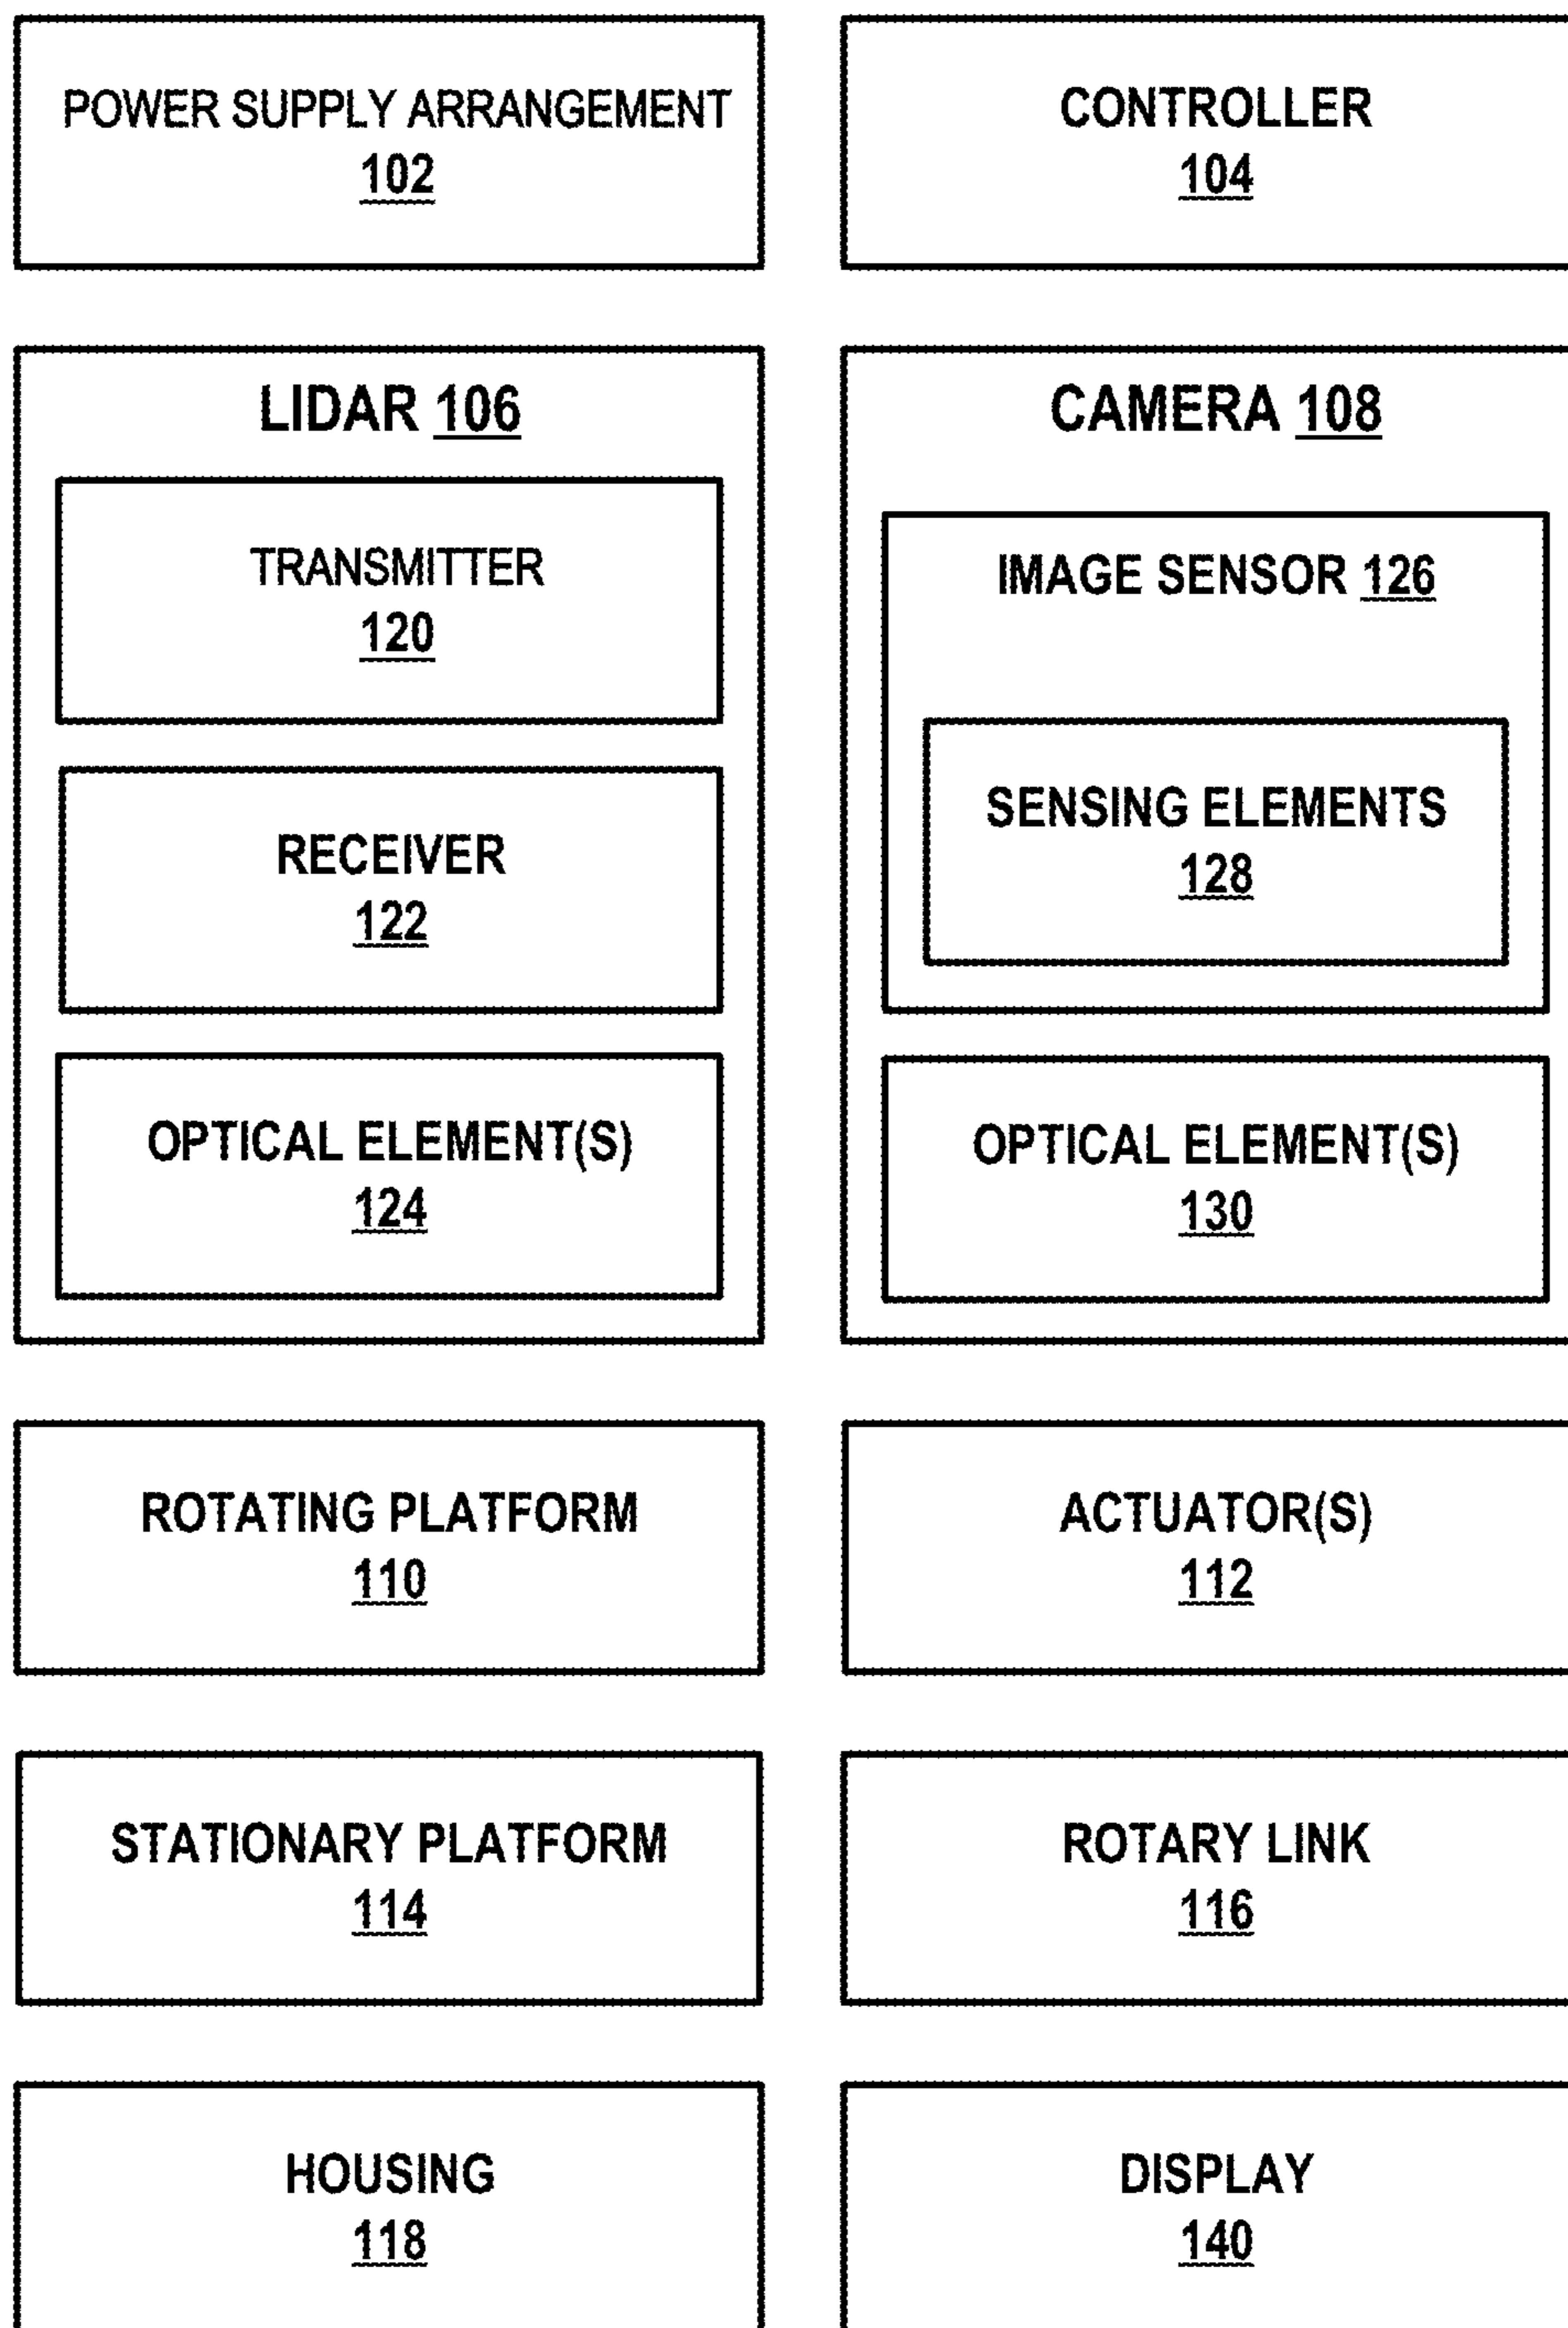 POWER SUPPLY ARRANGEMENT
102
CONTROLLER
104
LIDAR 106
TRANSMITTER
120
RECEIVER
122
OPTICAL ELEMENT(S)
124
CAMERA 108
IMAGE SENSOR 126
SENSING ELEMENTS
128
OPTICAL ELEMENT(S)
130
ROTATING PLATFORM
110
ACTUATOR(S)
112
STATIONARY PLATFORM
114
ROTARY LINK
116
HOUSING
118
DISPLAY
140